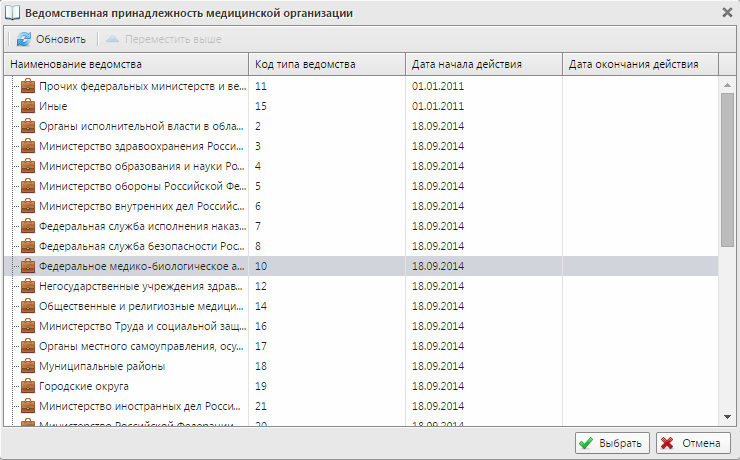 Ведомственная принадлежность медицинской организации
Обновить Переместить выше
Наименование ведомства Код типа ведомства Дата начала действия Дата окончания действия
Прочих федеральных министерств и ве... 11 01.01.2011
Иные 15 01.01.2011
Органы исполнительной власти в обла... 2 18.09.2014
Министерство здравоохранения Росси... 3 18.09.2014
Министерство образования и науки Ро... 4 18.09.2014
Министерство обороны Российской Фе... 5 18.09.2014
Министерство внутренних дел Российс... 6 18.09.2014
Федеральная служба исполнения наказ... 7 18.09.2014
Федеральная служба безопасности Рос... 8 18.09.2014
Федеральное медико-биологическое а... 10 18.09.2014
Негосударственные учреждения здрав... 12 18.09.2014
Общественные и религиозные медици... 14 18.09.2014
Министерство Труда и социальной защ... 16 18.09.2014
Органы местного самоуправления, осу... 17 18.09.2014
Муниципальные районы 18 18.09.2014
Городские округа 19 18.09.2014
Министерство иностранных дел Росси... 21 18.09.2014
Министерство Российской Федерации... 20 18.09.2014
Выбрать Отмена